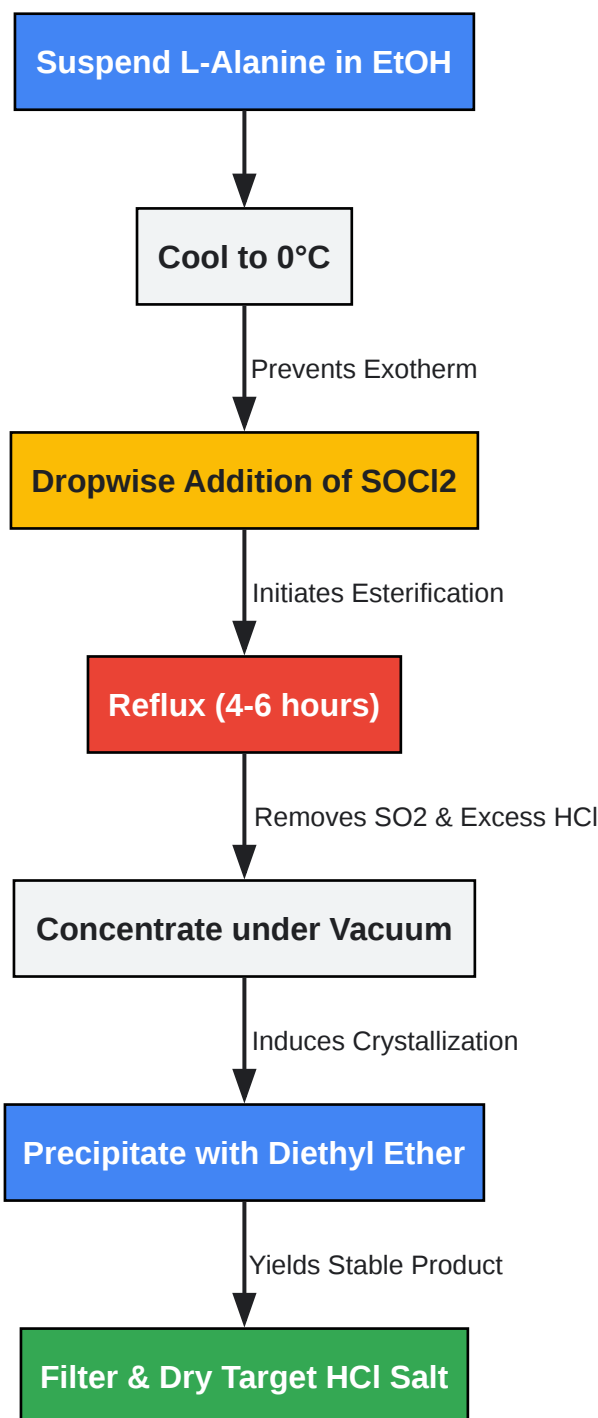 Suspend L-Alanine in EtOH
Cool to 0°C
Prevents Exotherm
Dropwise Addition of SOCl2
Initiates Esterification
Reflux (4-6 hours)
Removes SO2 & Excess HCl
Concentrate under Vacuum
Induces Crystallization
Precipitate with Diethyl Ether
Yields Stable Product
Filter & Dry Target HCl Salt